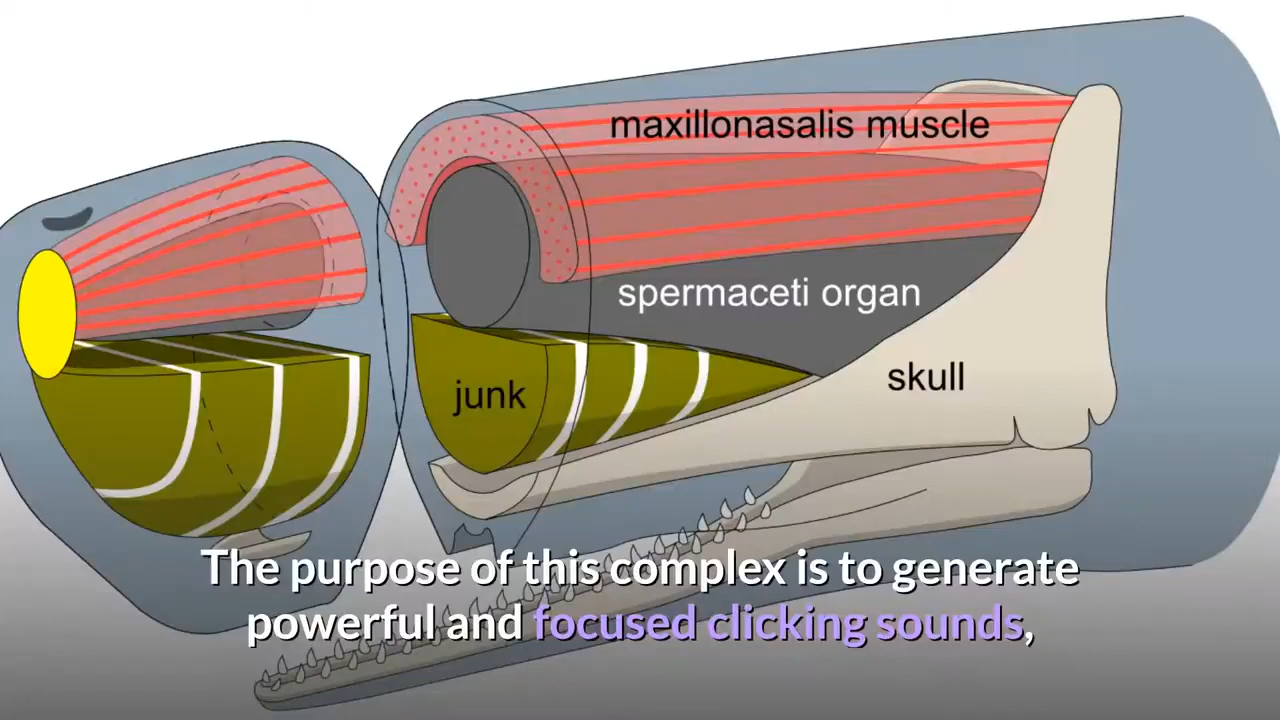 maxillonasalis muscle
spermaceti organ
skull
junk
The purpose of this complex is to generate
powerful and focused clicking sounds,